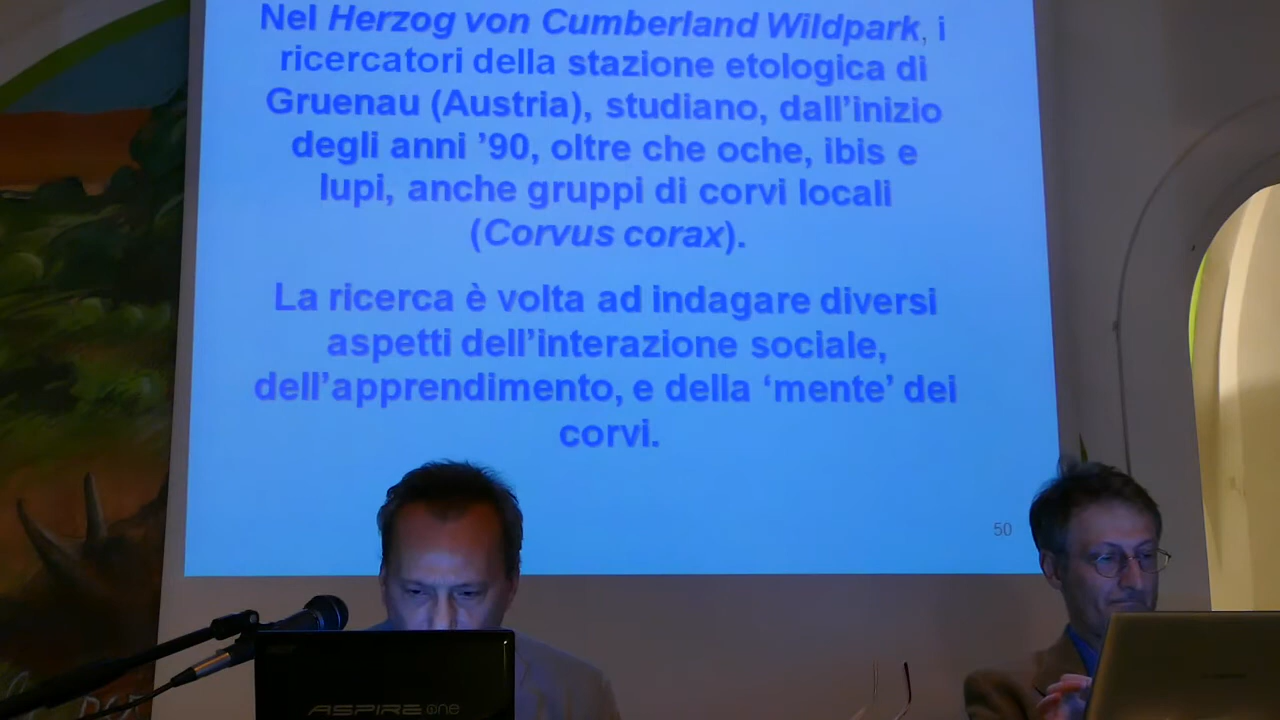 Nel Herzog von Cumberland Wildpark, i
ricercatori della stazione etologica di
Gruenau (Austria), studiano, dall'inizio
degli anni '90, oltre che oche, ibis e
lupi, anche gruppi di corvi locali
(Corvus corax).
La ricerca è volta ad indagare diversi
aspetti dell'interazione sociale,
dell'apprendimento, e della ‘mente’ dei
corvi.
50
ASPIRE one